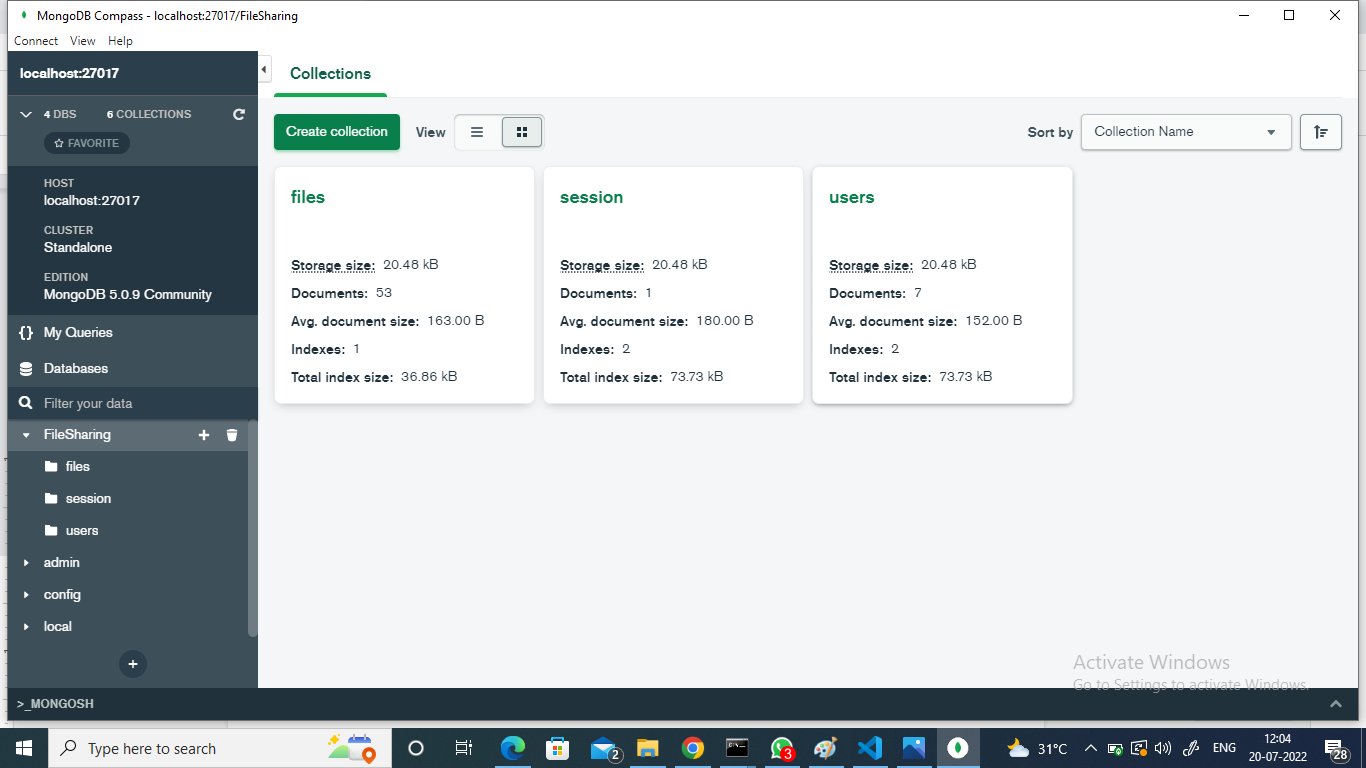 MongoDB Compass - localhost:27017/FileSharing
Connect View Help
localhost:27017
4 DBS 6 COLLECTIONS
FAVORITE
HOST
localhost:27017
CLUSTER
Standalone
EDITION
MongoDB 5.0.9 Community
{} My Queries
Databases
Filter your data
FileSharing
files
session
users
admin
config
local
>_MONGOSH
Collections
Create collection View
Sort by Collection Name
files
Storage size: 20.48 kB
Documents: 53
Avg. document size: 163.00 B
Indexes: 1
Total index size: 36.86 kB
session
Storage size: 20.48 kB
Documents: 1
Avg. document size: 180.00 B
Indexes: 2
Total index size: 73.73 kB
users
Storage size: 20.48 kB
Documents: 7
Avg. document size: 152.00 B
Indexes: 2
Total index size: 73.73 kB
Activate Windows
Go to Settings to activate Windows.
Type here to search
2
3
31°C
ENG
12:04
20-07-2022
28